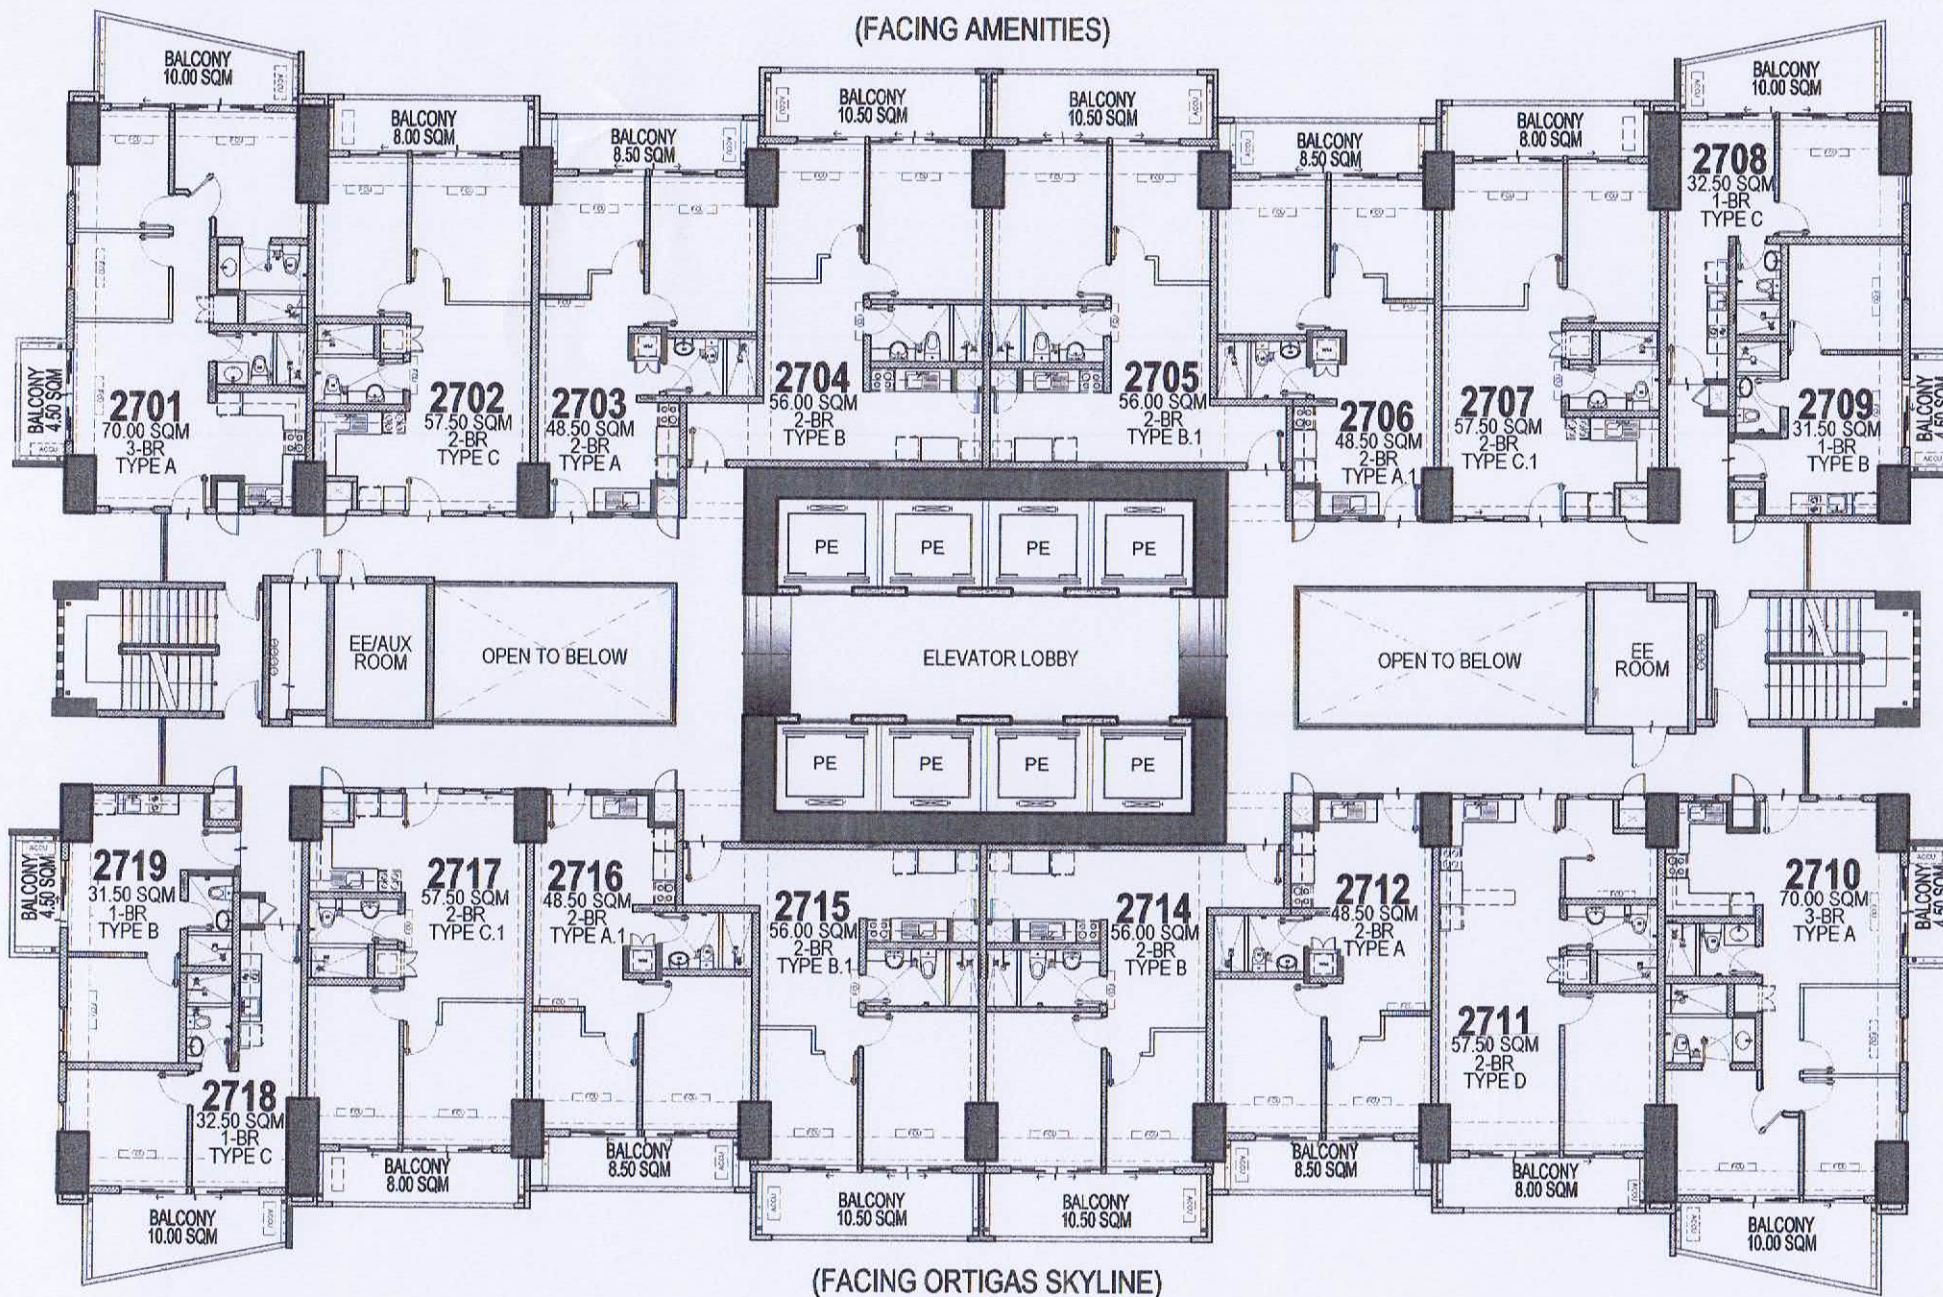 (FACING AMENITIES)
BALCONY
10.00 SQM
BALCONY
8.00 SQM
BALCONY
8.50 SQM
BALCONY
10.50 SQM
BALCONY
10.50 SQM
BALCONY
8.50 SQM
BALCONY
8.00 SQM
BALCONY
10.00 SQM
BALCONY
4.50 SQM
2701
70.00 SQM
3-BR
TYPE A
2702
57.50 SQM
2-BR
TYPE C
2703
48.50 SQM
2-BR
TYPE A
2704
56.00 SQM
2-BR
TYPE B
2705
56.00 SQM
2-BR
TYPE B.1
2706
48.50 SQM
2-BR
TYPE A.1
2707
57.50 SQM
2-BR
TYPE C.1
2708
32.50 SQM
1-BR
TYPE C
2709
31.50 SQM
1-BR
TYPE B
BALCONY
4.50 SQM
PE
PE
PE
PE
EE/AUX
ROOM
OPEN TO BELOW
ELEVATOR LOBBY
OPEN TO BELOW
EE
ROOM
PE
PE
PE
PE
BALCONY
4.50 SQM
2719
31.50 SQM
1-BR
TYPE B
2718
32.50 SQM
1-BR
TYPE C
2717
57.50 SQM
2-BR
TYPE C.1
2716
48.50 SQM
2-BR
TYPE A.1
2715
56.00 SQM
2-BR
TYPE B.1
2714
56.00 SQM
2-BR
TYPE B
2712
48.50 SQM
2-BR
TYPE A
2711
57.50 SQM
2-BR
TYPE D
2710
70.00 SQM
3-BR
TYPE A
BALCONY
4.50 SQM
BALCONY
10.00 SQM
BALCONY
8.00 SQM
BALCONY
8.50 SQM
BALCONY
10.50 SQM
BALCONY
10.50 SQM
BALCONY
8.50 SQM
BALCONY
8.00 SQM
BALCONY
10.00 SQM
(FACING ORTIGAS SKYLINE)